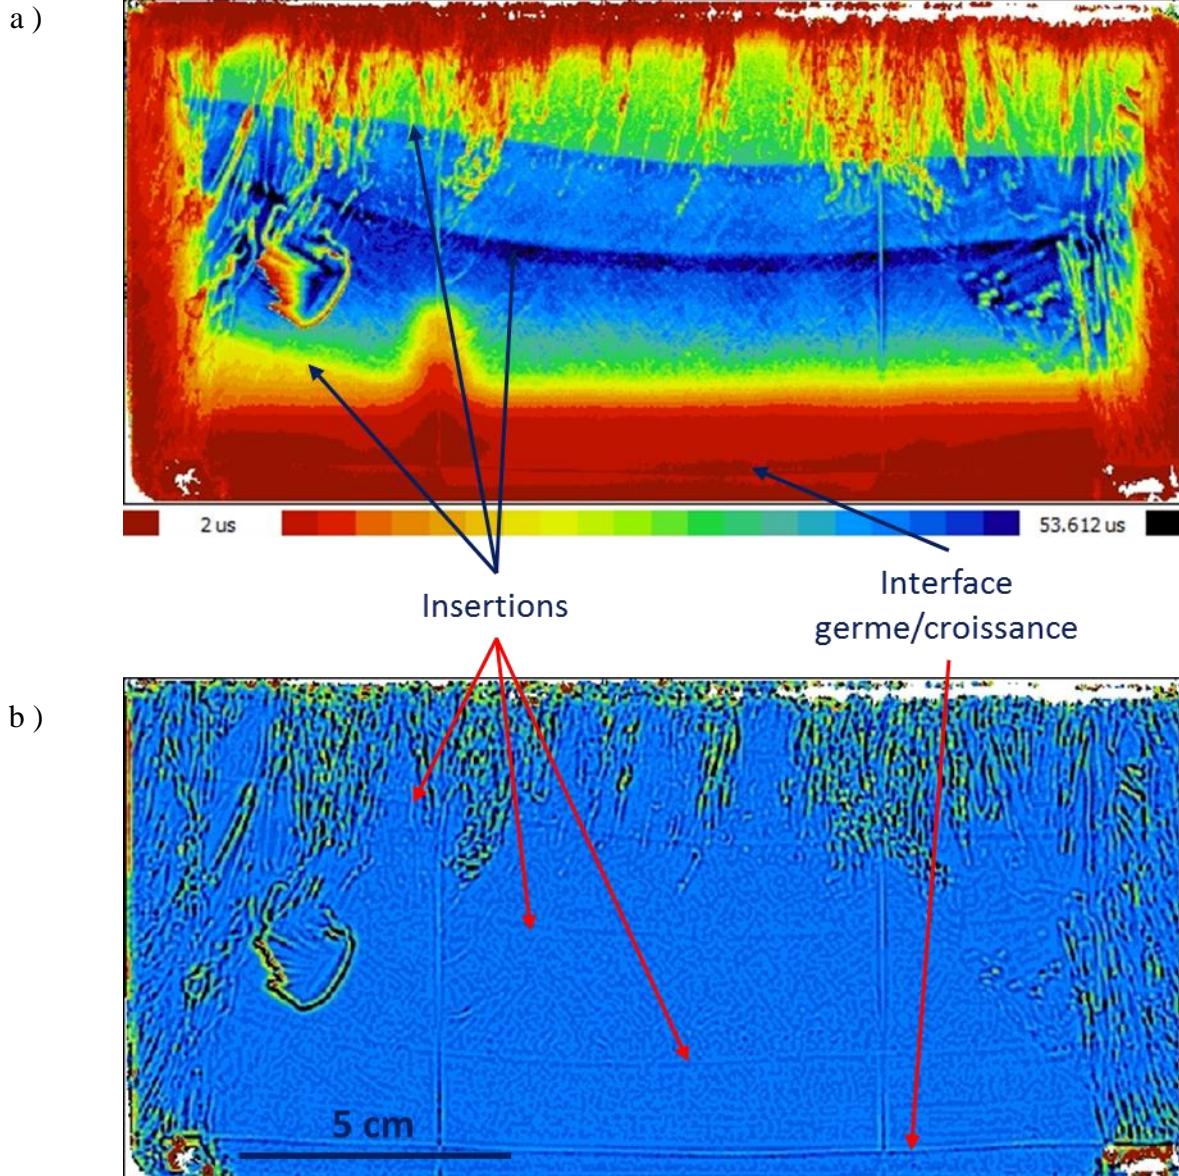 a )
2 us
53.612 us
Insertions
Interface
germe/croissance
b )
5 cm